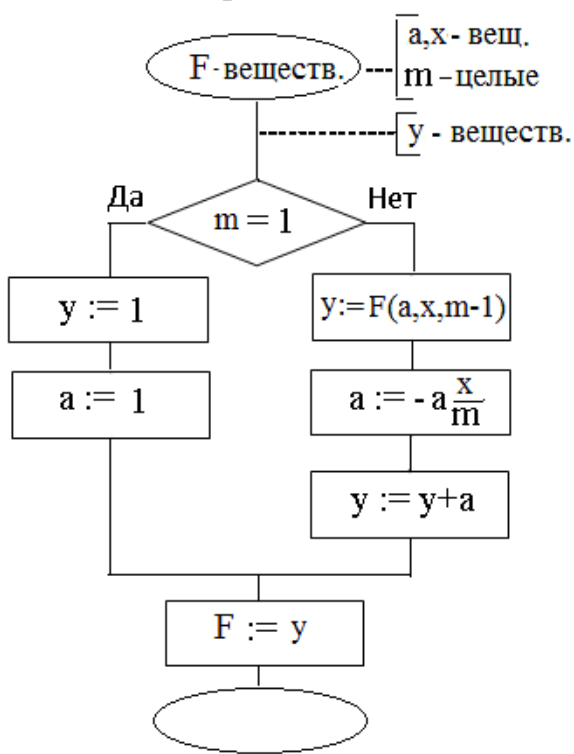 F-веществ.
a,x - вещ.
m - целые
y - веществ.
Да
Нет
m = 1
y := 1
y:=F(a,x,m-1)
a := 1
a := - a x/m
y := y+a
F := y